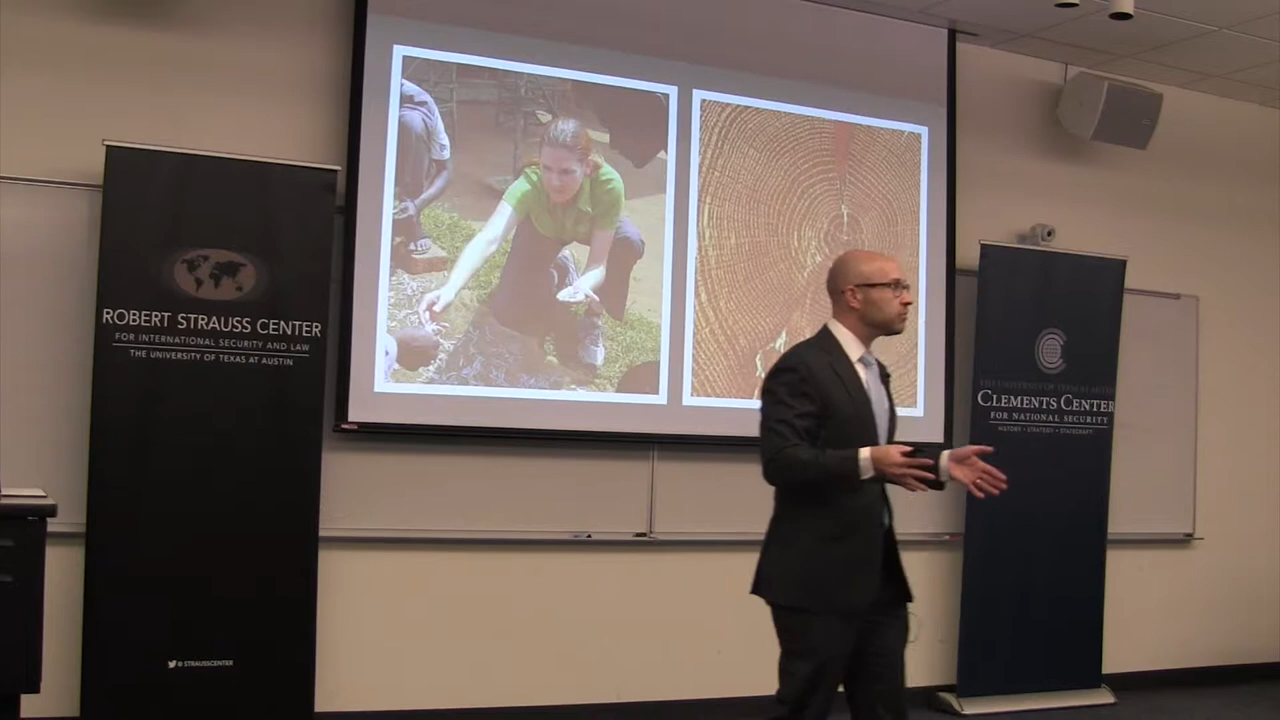 ROBERT STRAUSS CENTER
FOR INTERNATIONAL SECURITY AND LAW
THE UNIVERSITY OF TEXAS AT AUSTIN
@STRAUSSCENTER
THE UNIVERSITY OF TEXAS AT AUSTIN
CLEMENTS CENTER
FOR NATIONAL SECURITY
HISTORY • STRATEGY • STATECRAFT